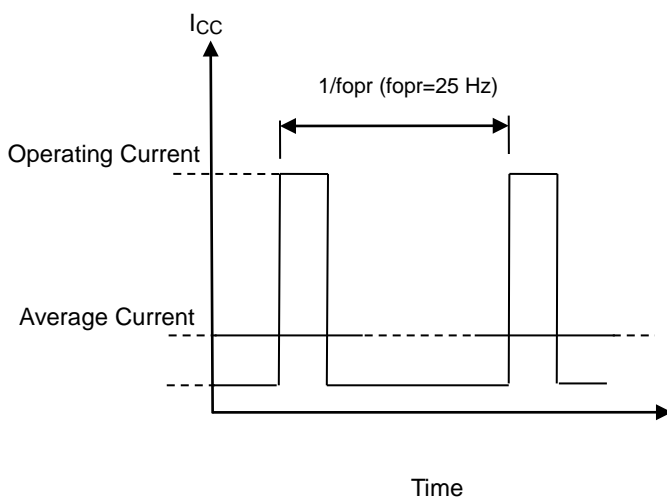 ICC
1/fopr (fopr=25 Hz)
Operating Current
Average Current
Time